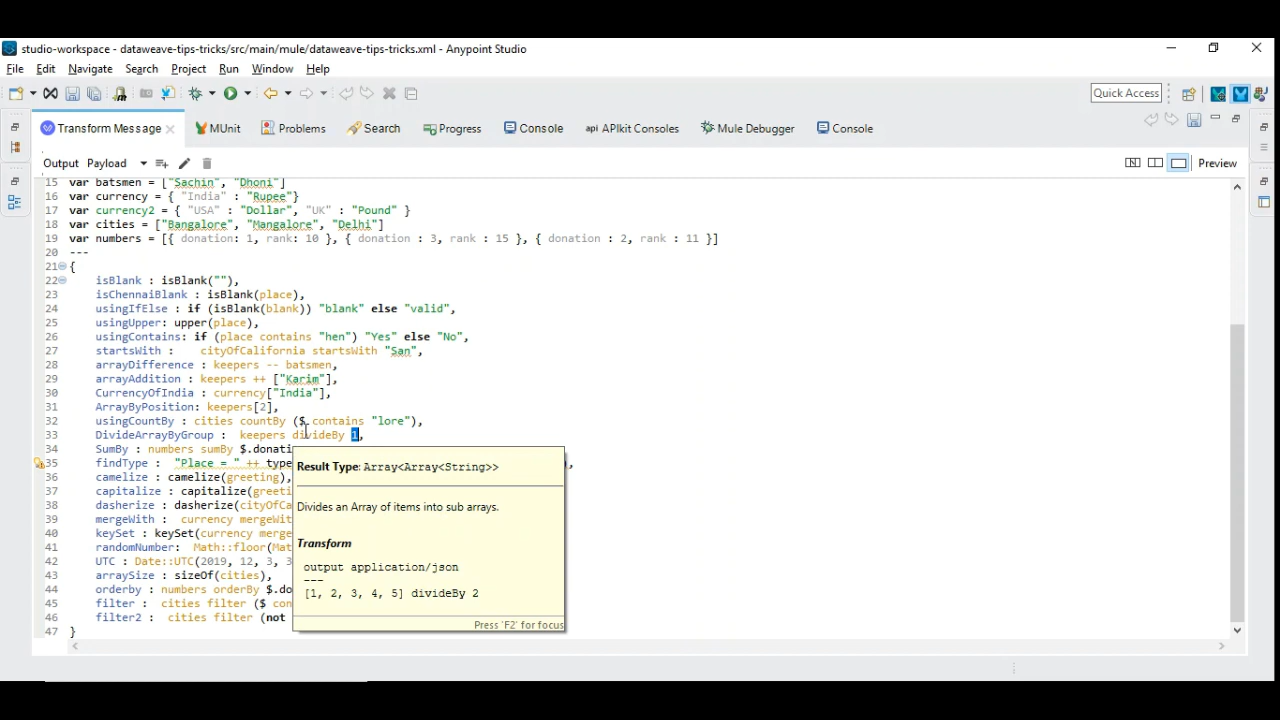 studio-workspace - dataweave-tips-tricks/src/main/mule/dataweave-tips-tricks.xml - Anypoint Studio
File Edit Navigate Search Project Run Window Help
Quick Access
Transform Message MUnit Problems Search Progress Console API APIkit Consoles Mule Debugger Console
Output Payload Preview
15 var batsmen = ["Sachin", "Dhoni"]
16 var currency = { "India" : "Rupee"}
17 var currency2 = { "USA" : "Dollar", "UK" : "Pound" }
18 var cities = ["Bangalore", "Mangalore", "Delhi"]
19 var numbers = [{ donation: 1, rank: 10 }, { donation : 3, rank : 15 }, { donation : 2, rank : 11 }]
20 ---
21 {
22 isBlank : isBlank(""),
23 isChennaiBlank : isBlank(place),
24 usingIfElse : if (isBlank(blank)) "blank" else "valid",
25 usingUpper: upper(place),
26 usingContains: if (place contains "hen") "Yes" else "No",
27 startsWith : cityOfCalifornia startsWith "San",
28 arrayDifference : keepers -- batsmen,
29 arrayAddition : keepers ++ ["Karim"],
30 CurrencyOfIndia : currency["India"],
31 ArrayByPosition: keepers[2],
32 usingCountBy : cities countBy ($ contains "lore"),
33 DivideArrayByGroup : keepers divideBy 1,
34 SumBy : numbers sumBy $.donati
35 findType : "Place = " ++ type ),
36 camelize : camelize(greeting),
37 capitalize : capitalize(greeti
38 dasherize : dasherize(cityOfCa
39 mergeWith : currency mergeWit
40 keySet : keySet(currency merge
41 randomNumber: Math::floor(Mat
42 UTC : Date::UTC(2019, 12, 3, 3
43 arraySize : sizeOf(cities),
44 orderby : numbers orderBy $.do
45 filter : cities filter ($ con
46 filter2 : cities filter (not
47 }
Result Type: Array<Array<String>>
Divides an Array of items into sub arrays.
Transform
output application/json
---
[1, 2, 3, 4, 5] divideBy 2
Press 'F2' for focus